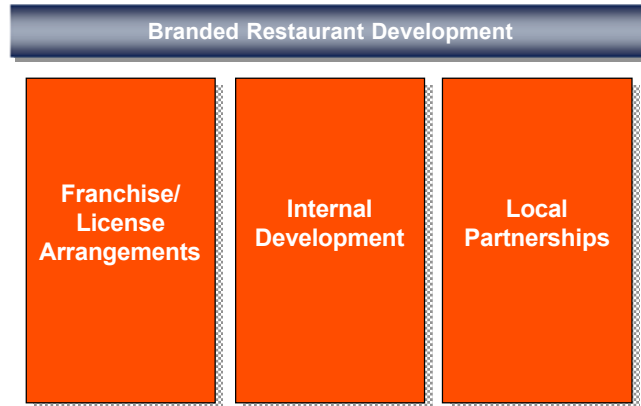 Branded Restaurant Development
Franchise/
License
Arrangements
Internal
Development
Local
Partnerships